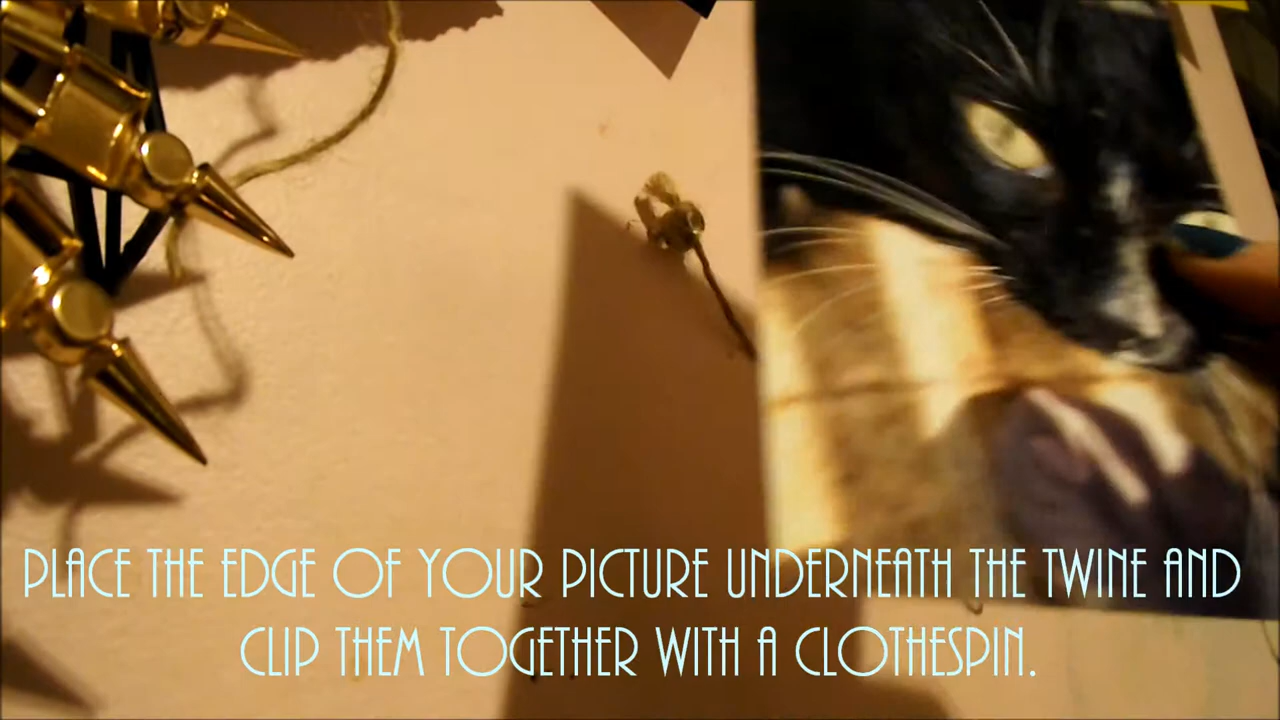 PLACE THE EDGE OF YOUR PICTURE UNDERNEATH THE TWINE AND
CLIP THEM TOGETHER WITH A CLOTHESPIN.